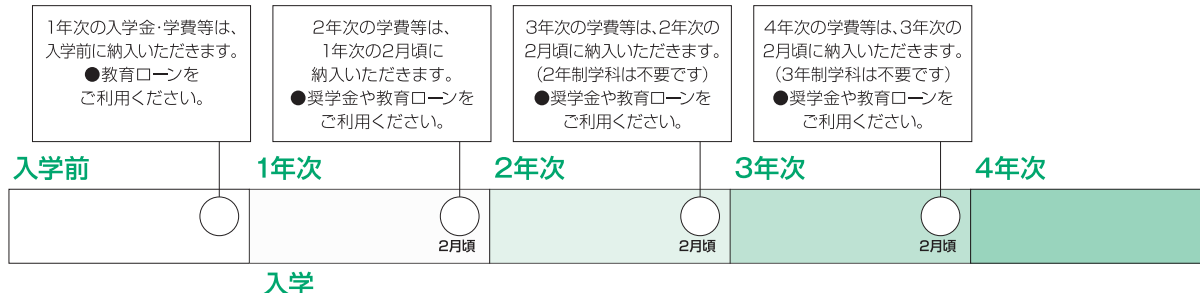 1年次の入学金・学費等は、
入学前に納入いただきます。
●教育ローンを
ご利用ください。
2年次の学費等は、
1年次の2月頃に
納入いただきます。
●奨学金や教育ローンを
ご利用ください。
3年次の学費等は、2年次の
2月頃に納入いただきます。
(2年制学科は不要です)
●奨学金や教育ローンを
ご利用ください。
4年次の学費等は、3年次の
2月頃に納入いただきます。
(3年制学科は不要です)
●奨学金や教育ローンを
ご利用ください。
入学前
1年次
2年次
3年次
4年次
2月頃
2月頃
2月頃
入学